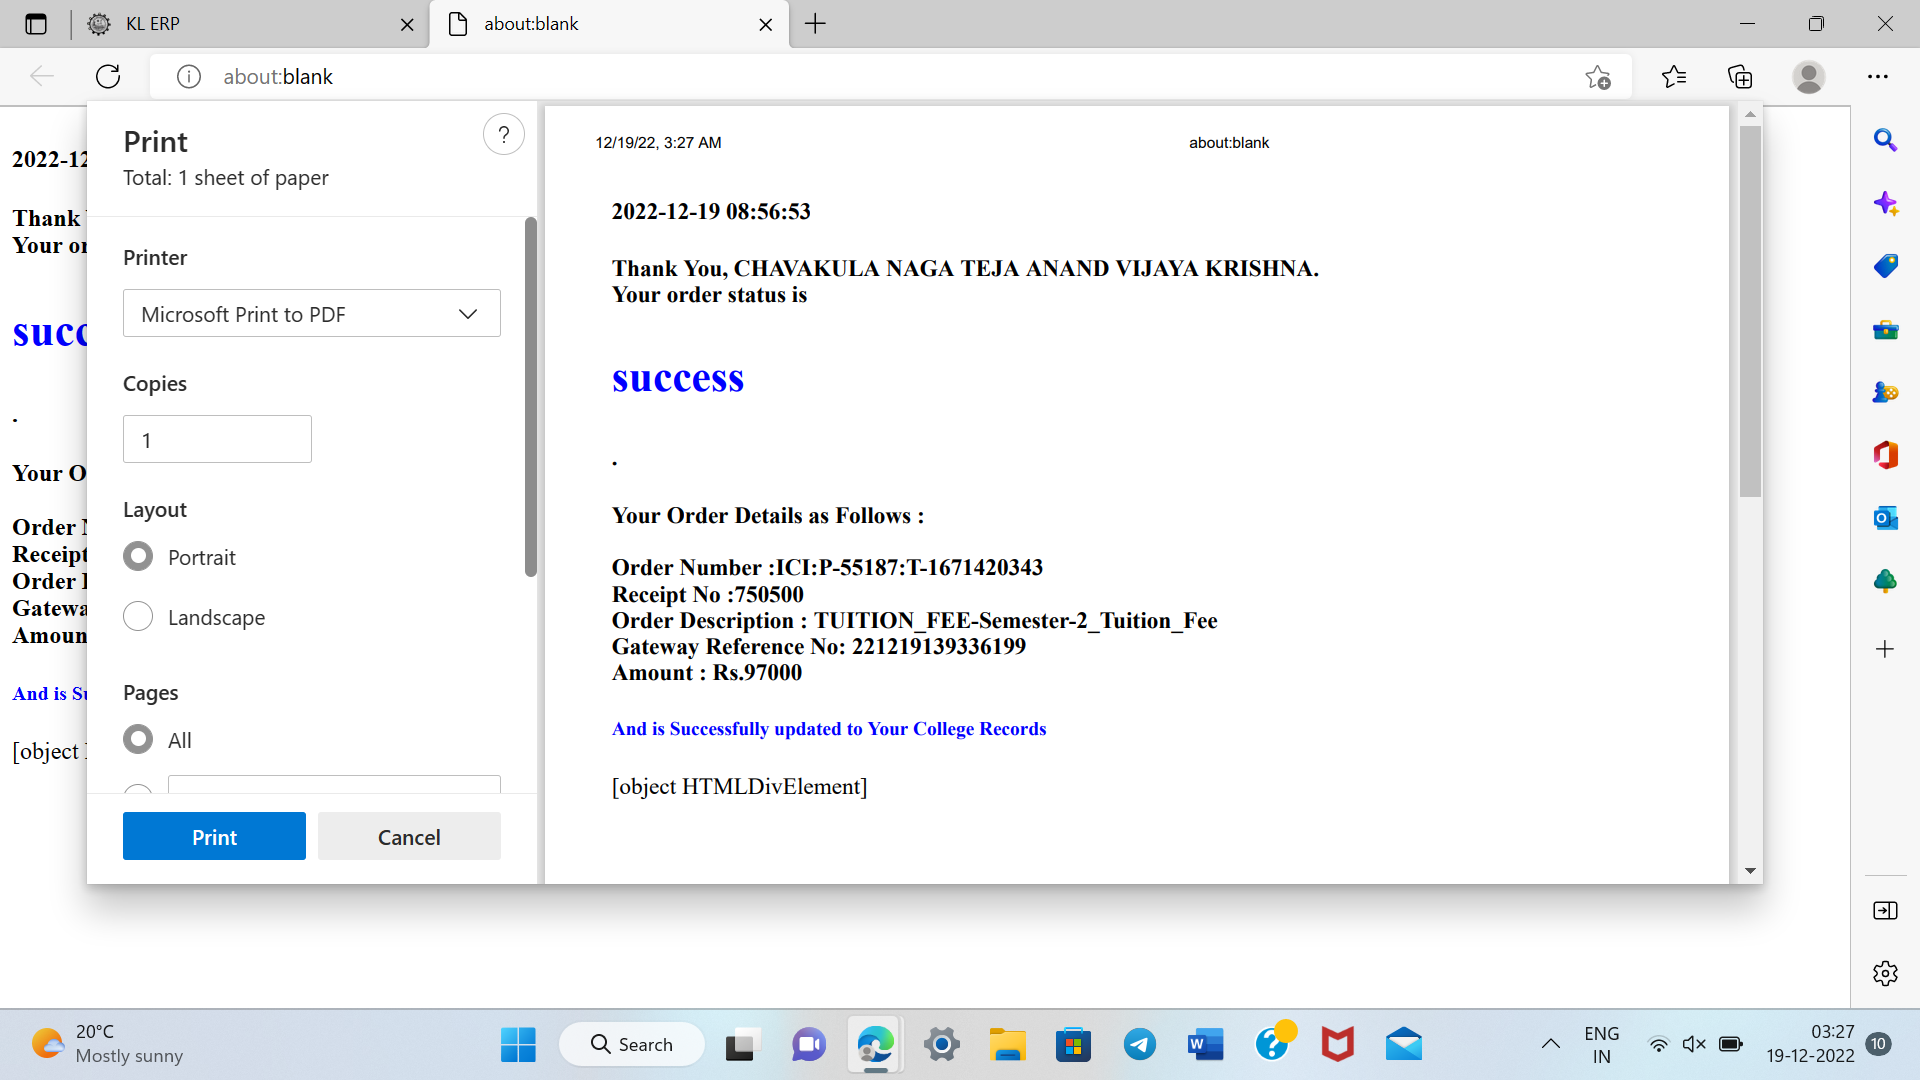 KL ERP
about:blank
about:blank
2022-12
Thank
Your or
succ
.
Your O
Order N
Receipt
Order
Gatewa
Amoun
And is Su
[object
Print
Total: 1 sheet of paper
?
Printer
Microsoft Print to PDF
Copies
1
Layout
Portrait
Landscape
Pages
All
Print
Cancel
12/19/22, 3:27 AM
about:blank
2022-12-19 08:56:53
Thank You, CHAVAKULA NAGA TEJA ANAND VIJAYA KRISHNA.
Your order status is
success
.
Your Order Details as Follows :
Order Number :ICI:P-55187:T-1671420343
Receipt No :750500
Order Description : TUITION_FEE-Semester-2_Tuition_Fee
Gateway Reference No: 221219139336199
Amount : Rs.97000
And is Successfully updated to Your College Records
[object HTMLDivElement]
20°C
Mostly sunny
Search
ENG
IN
03:27
19-12-2022
10